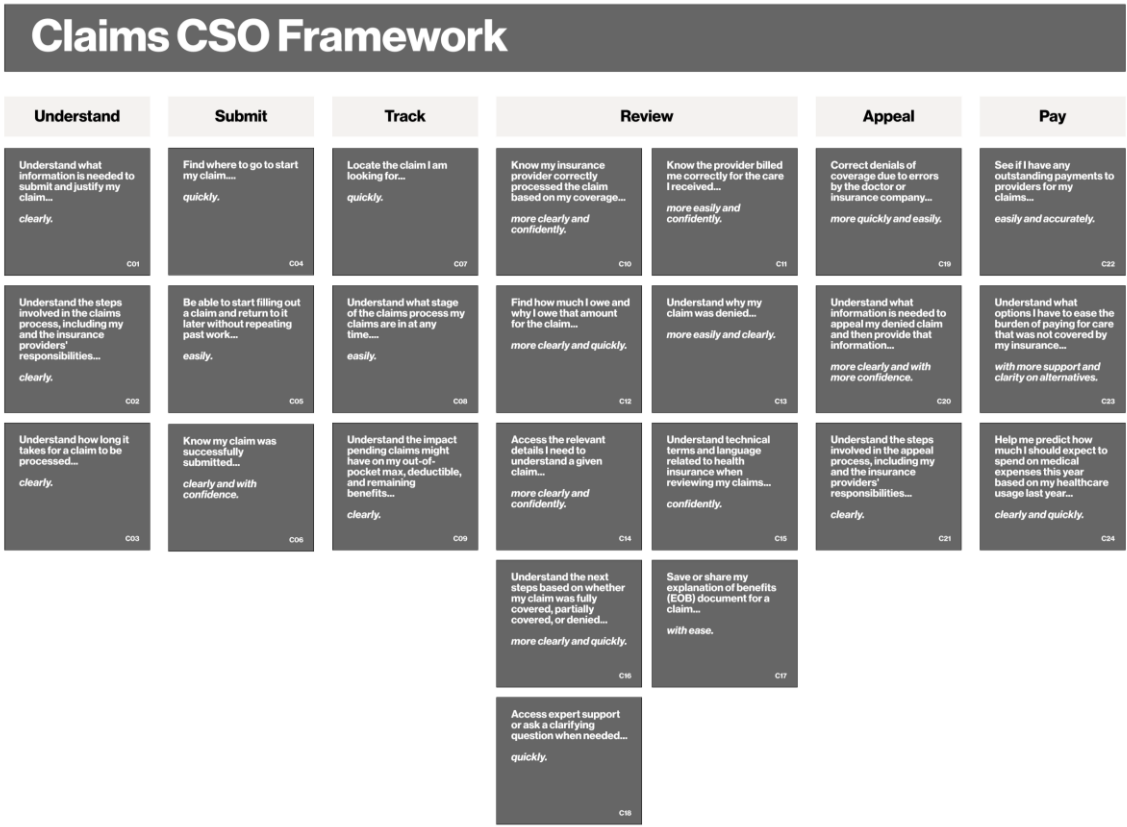 Claims CSO Framework
Understand
Submit
Track
Review
Appeal
Pay
Understand what
information is needed to
submit and justify my
claim...
clearly.
C01
Find where to go to start
my claim....
quickly.
C04
Locate the claim I am
looking for...
quickly.
C07
Know my insurance
provider correctly
processed the claim
based on my coverage...
more clearly and
confidently.
C10
Know the provider billed
me correctly for the care
I received...
more easily and
confidently.
C11
Correct denials of
coverage due to errors
by the doctor or
insurance company...
more quickly and easily.
C19
See if I have any
outstanding payments to
providers for my
claims...
easily and accurately.
C22
Understand the steps
involved in the claims
process, including my
and the insurance
providers'
responsibilities...
clearly.
C02
Be able to start filling out
a claim and return to it
later without repeating
past work...
easily.
C05
Understand what stage
of the claims process my
claims are in at any
time....
easily.
C08
Find how much I owe and
why I owe that amount
for the claim...
more clearly and quickly.
C12
Understand why my
claim was denied...
more easily and clearly.
C13
Understand what
information is needed to
appeal my denied claim
and then provide that
information...
more clearly and with
more confidence.
C20
Understand what
options I have to ease the
burden of paying for care
that was not covered by
my insurance...
with more support and
clarity on alternatives.
C23
Understand how long it
takes for a claim to be
processed...
clearly.
C03
Know my claim was
successfully
submitted...
clearly and with
confidence.
C06
Understand the impact
pending claims might
have on my out-of-
pocket max, deductible,
and remaining
benefits...
clearly.
C09
Access the relevant
details I need to
understand a given
claim...
more clearly and
confidently.
C14
Understand technical
terms and language
related to health
insurance when
reviewing my claims...
confidently.
C15
Understand the steps
involved in the appeal
process, including my
and the insurance
providers'
responsibilities...
clearly.
C21
Help me predict how
much I should expect to
spend on medical
expenses this year
based on my healthcare
usage last year...
clearly and quickly.
C24
Understand the next
steps based on whether
my claim was fully
covered, partially
covered, or denied...
more clearly and quickly.
C16
Save or share my
explanation of benefits
(EOB) document for a
claim...
with ease.
C17
Access expert support
or ask a clarifying
question when needed...
quickly.
C18